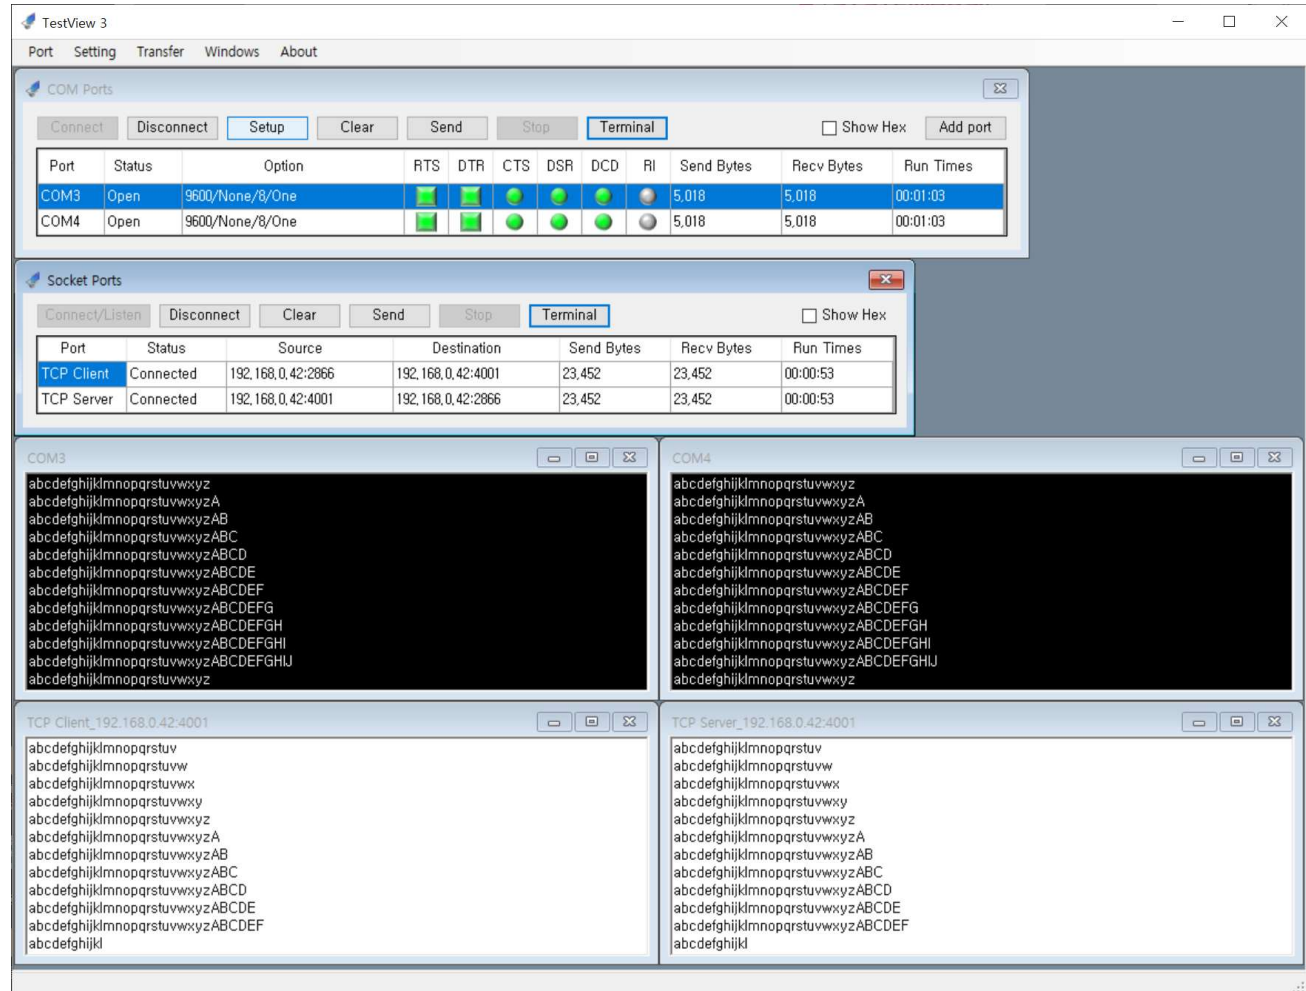 TestView 3
Port Setting Transfer Windows About
COM Ports
Connect Disconnect Setup Clear Send Stop Terminal Show Hex Add port
Port Status Option RTS DTR CTS DSR DCD RI Send Bytes Recv Bytes Run Times
COM3 Open 9600/None/8/One 5,018 5,018 00:01:03
COM4 Open 9600/None/8/One 5,018 5,018 00:01:03
Socket Ports
Connect/Listen Disconnect Clear Send Stop Terminal Show Hex
Port Status Source Destination Send Bytes Recv Bytes Run Times
TCP Client Connected 192,168,0,42:2866 192,168,0,42:4001 23,452 23,452 00:00:53
TCP Server Connected 192,168,0,42:4001 192,168,0,42:2866 23,452 23,452 00:00:53
COM3
abcdefghijklmnopqrstuvwxyz
abcdefghijklmnopqrstuvwxyzA
abcdefghijklmnopqrstuvwxyzAB
abcdefghijklmnopqrstuvwxyzABC
abcdefghijklmnopqrstuvwxyzABCD
abcdefghijklmnopqrstuvwxyzABCDE
abcdefghijklmnopqrstuvwxyzABCDEF
abcdefghijklmnopqrstuvwxyzABCDEFG
abcdefghijklmnopqrstuvwxyzABCDEFGH
abcdefghijklmnopqrstuvwxyzABCDEFGHI
abcdefghijklmnopqrstuvwxyzABCDEFGHIJ
abcdefghijklmnopqrstuvwxyz
COM4
abcdefghijklmnopqrstuvwxyz
abcdefghijklmnopqrstuvwxyzA
abcdefghijklmnopqrstuvwxyzAB
abcdefghijklmnopqrstuvwxyzABC
abcdefghijklmnopqrstuvwxyzABCD
abcdefghijklmnopqrstuvwxyzABCDE
abcdefghijklmnopqrstuvwxyzABCDEF
abcdefghijklmnopqrstuvwxyzABCDEFG
abcdefghijklmnopqrstuvwxyzABCDEFGH
abcdefghijklmnopqrstuvwxyzABCDEFGHI
abcdefghijklmnopqrstuvwxyzABCDEFGHIJ
abcdefghijklmnopqrstuvwxyz
TCP Client_192.168.0.42:4001
abcdefghijklmnopqrstuv
abcdefghijklmnopqrstuvw
abcdefghijklmnopqrstuvwx
abcdefghijklmnopqrstuvwxy
abcdefghijklmnopqrstuvwxyz
abcdefghijklmnopqrstuvwxyzA
abcdefghijklmnopqrstuvwxyzAB
abcdefghijklmnopqrstuvwxyzABC
abcdefghijklmnopqrstuvwxyzABCD
abcdefghijklmnopqrstuvwxyzABCDE
abcdefghijklmnopqrstuvwxyzABCDEF
abcdefghijkl
TCP Server_192.168.0.42:4001
abcdefghijklmnopqrstuv
abcdefghijklmnopqrstuvw
abcdefghijklmnopqrstuvwx
abcdefghijklmnopqrstuvwxy
abcdefghijklmnopqrstuvwxyz
abcdefghijklmnopqrstuvwxyzA
abcdefghijklmnopqrstuvwxyzAB
abcdefghijklmnopqrstuvwxyzABC
abcdefghijklmnopqrstuvwxyzABCD
abcdefghijklmnopqrstuvwxyzABCDE
abcdefghijklmnopqrstuvwxyzABCDEF
abcdefghijkl